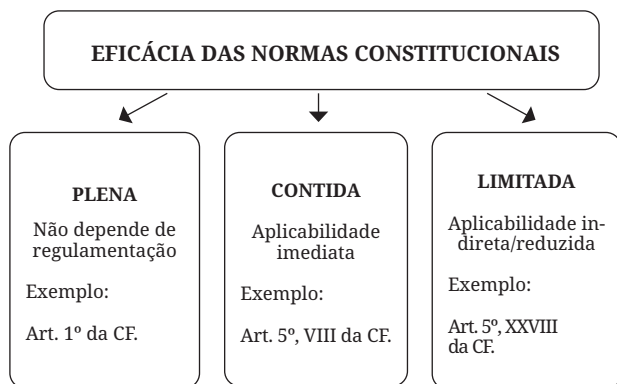 EFICÁCIA DAS NORMAS CONSTITUCIONAIS
PLENA
Não depende de
regulamentação
Exemplo:
Art. 1º da CF.
CONTIDA
Aplicabilidade
imediata
Exemplo:
Art. 5º, VIII da CF.
LIMITADA
Aplicabilidade in-
direta/reduzida
Exemplo:
Art. 5º, XXVIII
da CF.